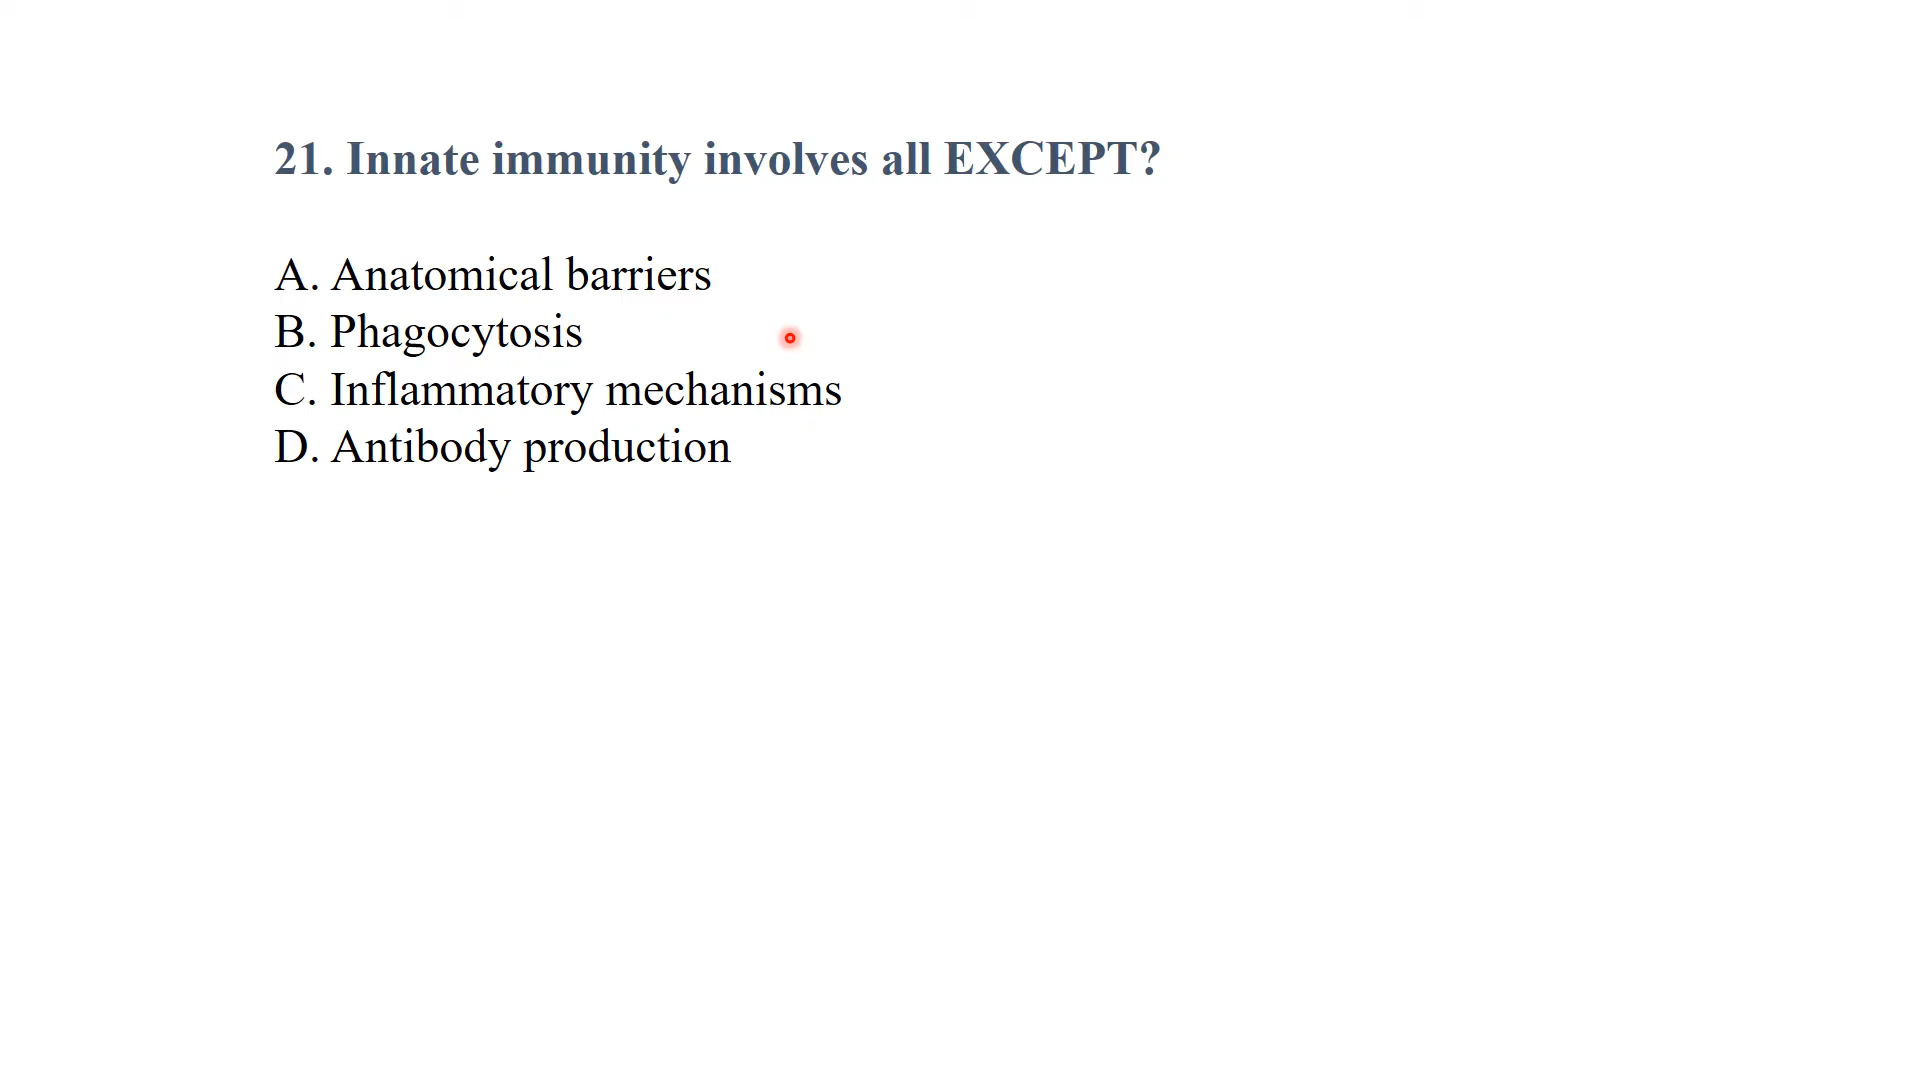 21. Innate immunity involves all EXCEPT?
A. Anatomical barriers
B. Phagocytosis
C. Inflammatory mechanisms
D. Antibody production